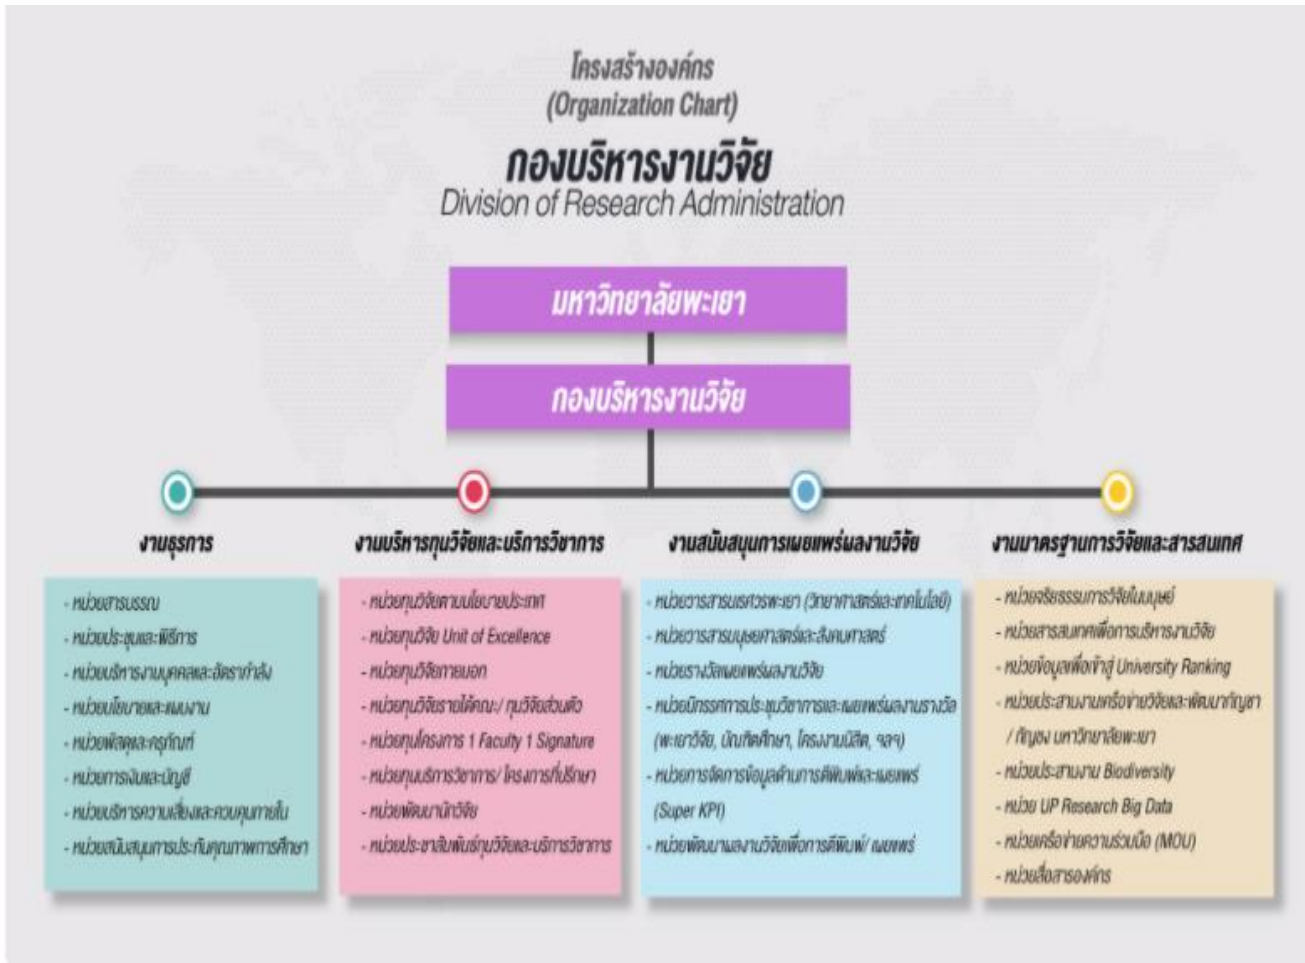 โครงสร้างองค์กร
(Organization Chart)
กองบริหารงานวิจัย
Division of Research Administration
มหาวิทยาลัยพะเยา
กองบริหารงานวิจัย
งานธุรการ
- หน่วยสารบรรณ
- หน่วยประชุมและพิธีการ
- หน่วยบริหารงานบุคคลและอัตรากำลัง
- หน่วยนโยบายและแผนงาน
- หน่วยพัสดุและครุภัณฑ์
- หน่วยการเงินและบัญชี
- หน่วยบริหารความเสี่ยงและควบคุมภายใน
- หน่วยสนับสนุนการประกันคุณภาพการศึกษา
งานบริหารทุนวิจัยและบริการวิชาการ
- หน่วยทุนวิจัยตามนโยบายประเทศ
- หน่วยทุนวิจัย Unit of Excellence
- หน่วยทุนวิจัยภายนอก
- หน่วยทุนวิจัยรายได้คณะ/ ทุนวิจัยส่วนตัว
- หน่วยทุนโครงการ 1 Faculty 1 Signature
- หน่วยทุนบริการวิชาการ/ โครงการที่ปรึกษา
- หน่วยพัฒนานักวิจัย
- หน่วยประชาสัมพันธ์ทุนวิจัยและบริการวิชาการ
งานสนับสนุนการเผยแพร่ผลงานวิจัย
- หน่วยวารสารนเรศวรพะเยา (วิทยาศาสตร์และเทคโนโลยี)
- หน่วยวารสารมนุษยศาสตร์และสังคมศาสตร์
- หน่วยรางวัลเผยแพร่ผลงานวิจัย
- หน่วยนิทรรศการประชุมวิชาการและเผยแพร่ผลงานรางวัล
(พะเยาวิจัย, บัณฑิตศึกษา, โครงงานนิสิต, ฯลฯ)
- หน่วยการจัดการข้อมูลด้านการตีพิมพ์และเผยแพร่
(Super KPI)
- หน่วยพัฒนาผลงานวิจัยเพื่อการตีพิมพ์/ เผยแพร่
งานมาตรฐานการวิจัยและสารสนเทศ
- หน่วยจริยธรรมการวิจัยในมนุษย์
- หน่วยสารสนเทศเพื่อการบริหารงานวิจัย
- หน่วยข้อมูลเพื่อเข้าสู่ University Ranking
- หน่วยประสานงานเครือข่ายวิจัยและพัฒนากัญชา
/ กัญชง มหาวิทยาลัยพะเยา
- หน่วยประสานงาน Biodiversity
- หน่วย UP Research Big Data
- หน่วยเครือข่ายความร่วมมือ (MOU)
- หน่วยสื่อสารองค์กร